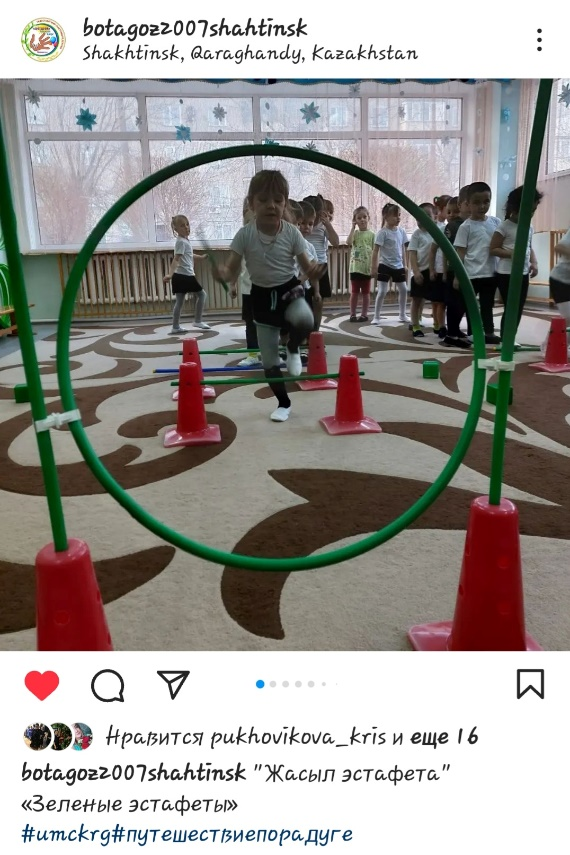 botagoz2007shahtinsk
Shakhtinsk, Qaraghandy, Kazakhstan
Нравится pukhovikova_kris и еще 16
botagoz2007shahtinsk "Жасыл эстафета"
«Зеленые эстафеты»
#umckrg#путешествиепорадуге